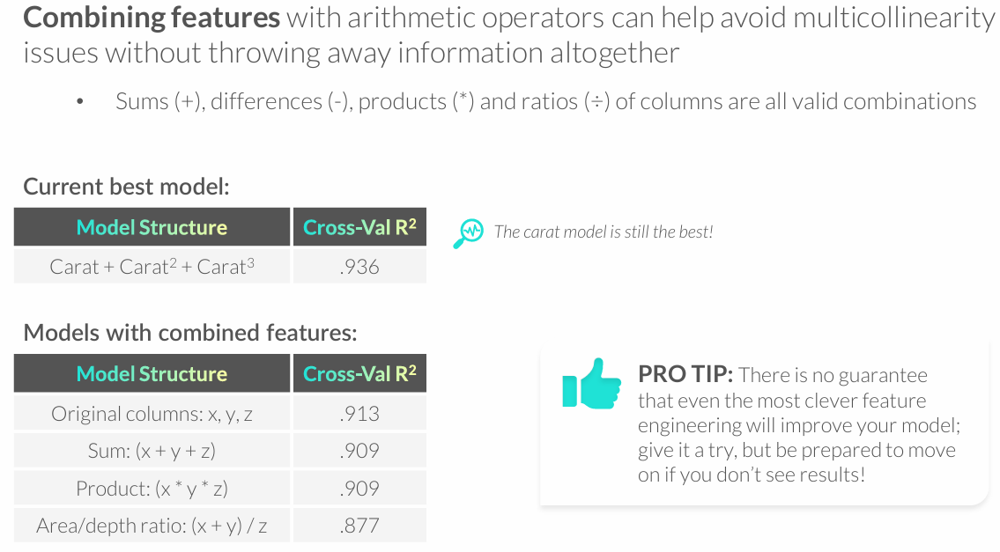 Combining features with arithmetic operators can help avoid multicollinearity
issues without throwing away information altogether
• Sums (+), differences (-), products (*) and ratios (÷) of columns are all valid combinations
Current best model:
Model Structure Cross-Val R²
Carat + Carat² + Carat³ .936
The carat model is still the best!
Models with combined features:
Model Structure Cross-Val R²
Original columns: x, y, z .913
Sum: (x + y + z) .909
Product: (x * y * z) .909
Area/depth ratio: (x + y) / z .877
PRO TIP: There is no guarantee
that even the most clever feature
engineering will improve your model;
give it a try, but be prepared to move
on if you don’t see results!